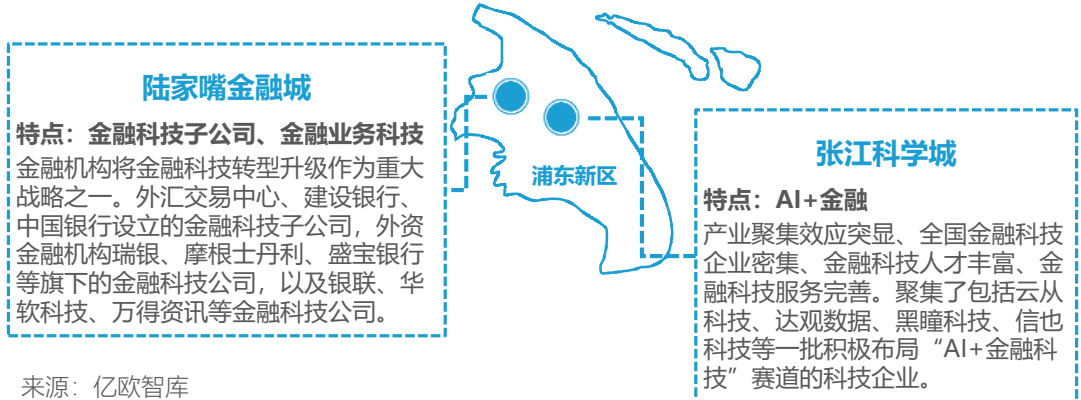 陆家嘴金融城
特点：金融科技子公司、金融业务科技
金融机构将金融科技转型升级作为重大
战略之一。外汇交易中心、建设银行、
中国银行设立的金融科技子公司，外资
金融机构瑞银、摩根士丹利、盛宝银行
等旗下的金融科技公司，以及银联、华
软科技、万得资讯等金融科技公司。
浦东新区
张江科学城
特点：AI+金融
产业聚集效应突显、全国金融科技
企业密集、金融科技人才丰富、金
融科技服务完善。聚集了包括云从
科技、达观数据、黑瞳科技、信也
科技等一批积极布局“AI+金融科
技”赛道的科技企业。
来源：亿欧智库